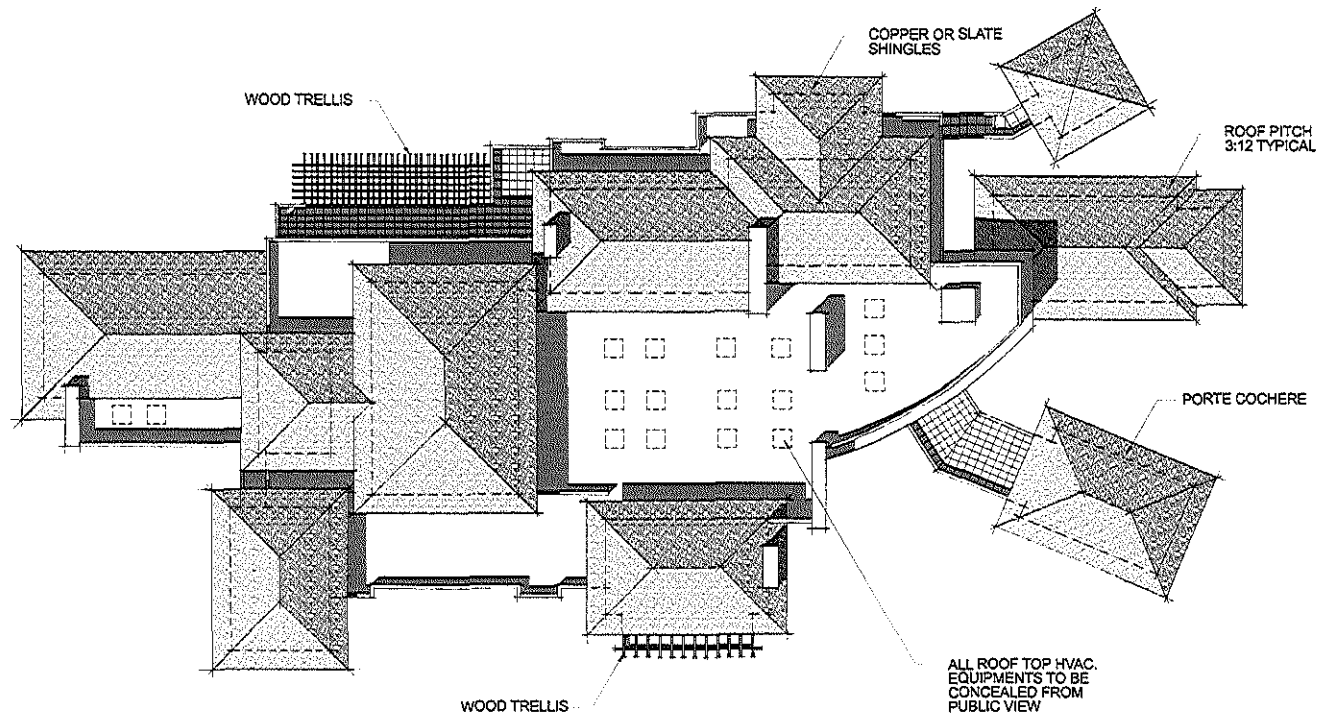 COPPER OR SLATE
SHINGLES
WOOD TRELLIS
ROOF PITCH
3:12 TYPICAL
PORTE COCHERE
ALL ROOF TOP HVAC.
EQUIPMENTS TO BE
CONCEALED FROM
PUBLIC VIEW
WOOD TRELLIS